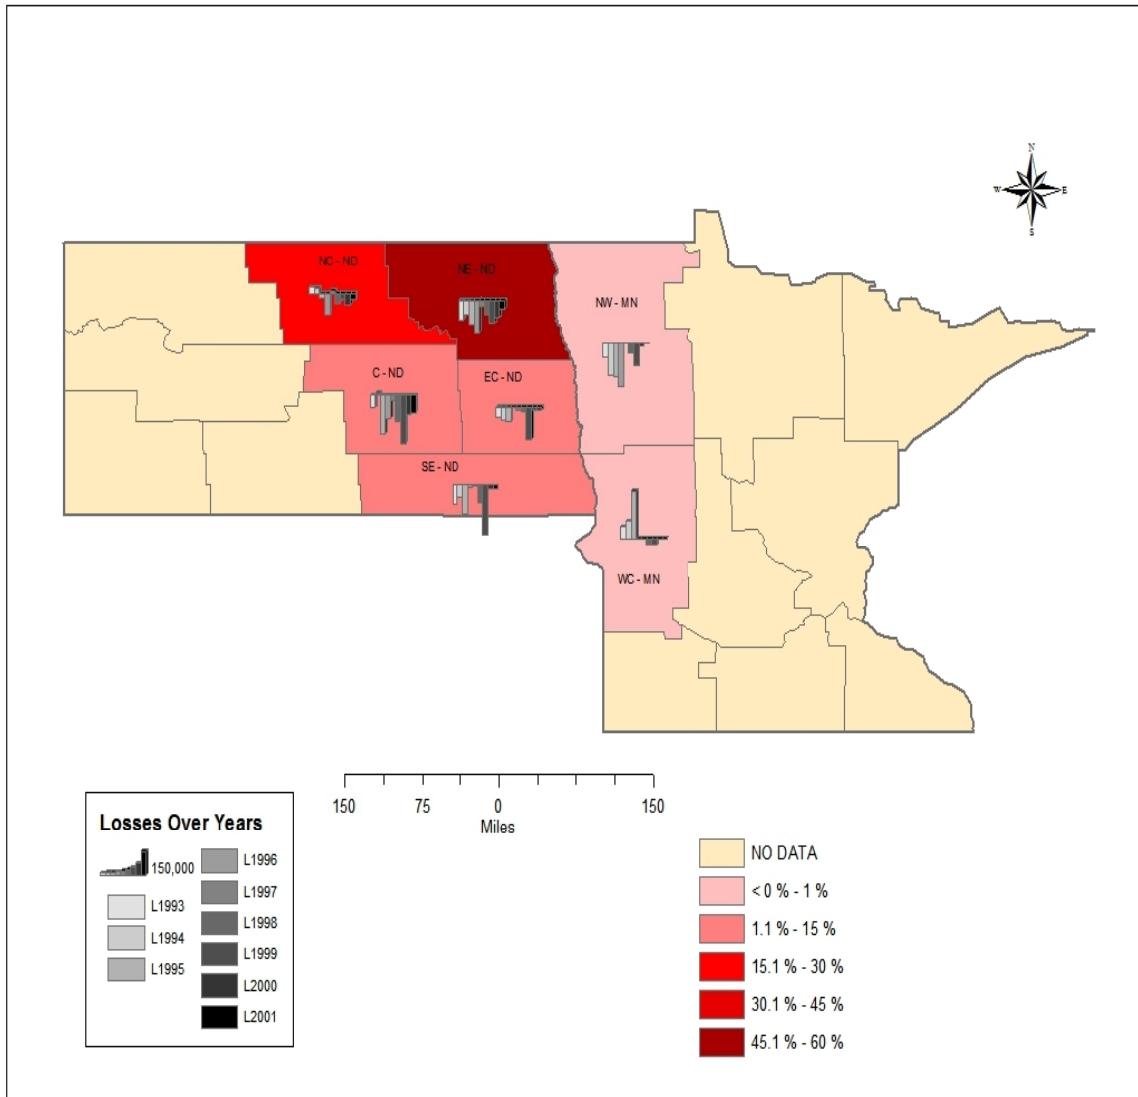 N
W E
S
NC - ND
NE - ND
NW - MN
C - ND
EC - ND
SE - ND
WC - MN
150 75 0 150
Miles
Losses Over Years
150,000
L1993
L1994
L1995
L1996
L1997
L1998
L1999
L2000
L2001
NO DATA
< 0 % - 1 %
1.1 % - 15 %
15.1 % - 30 %
30.1 % - 45 %
45.1 % - 60 %